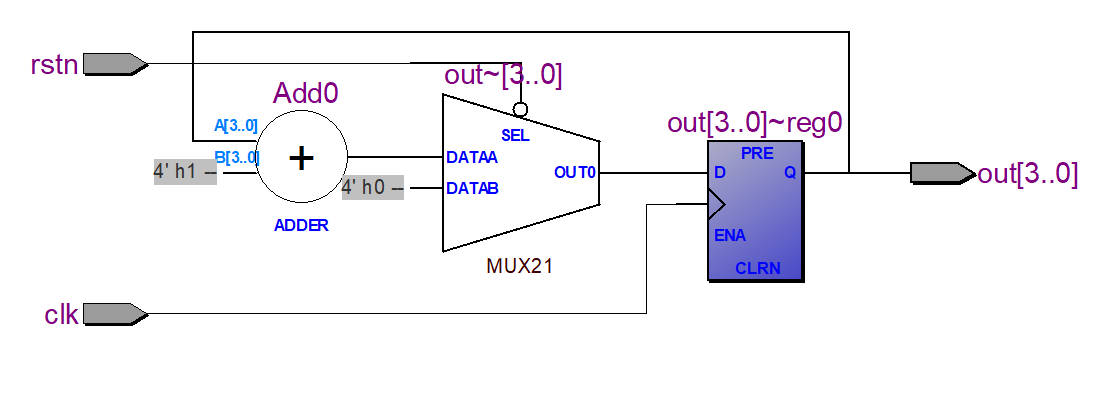 rstn
out~[3..0]
Add0
out[3..0]~reg0
A[3..0]
B[3..0]
+
SEL
PRE
4' h1 --
DATAA
OUT0
D
Q
out[3..0]
4' h0 --
DATAB
ADDER
ENA
MUX21
CLRN
clk